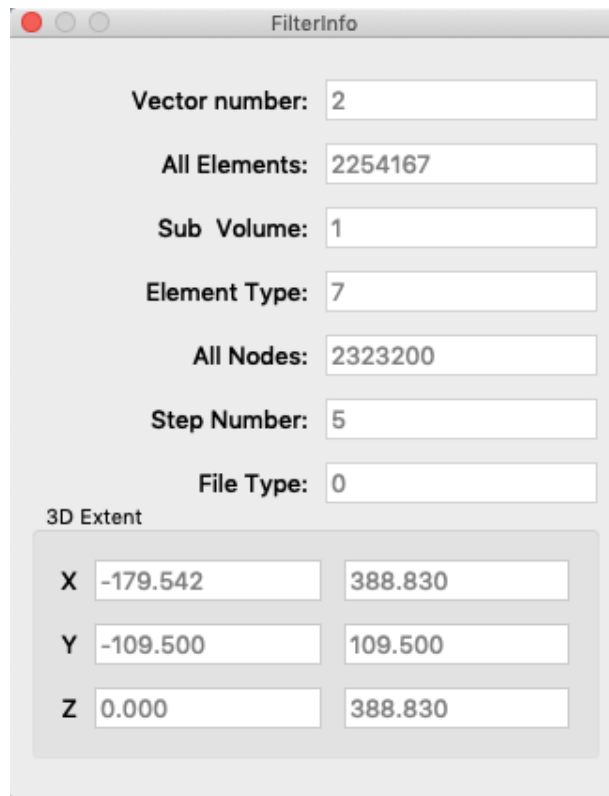 FilterInfo
Vector number: 2
All Elements: 2254167
Sub Volume: 1
Element Type: 7
All Nodes: 2323200
Step Number: 5
File Type: 0
3D Extent
X -179.542 388.830
Y -109.500 109.500
Z 0.000 388.830